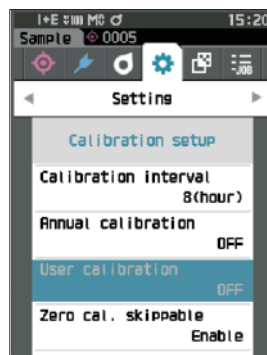 I+E M0 15:20
Sample 0005
Setting
Calibration setup
Calibration interval
8(hour)
Annual calibration
OFF
User calibration
OFF
Zero cal. skippable
Enable